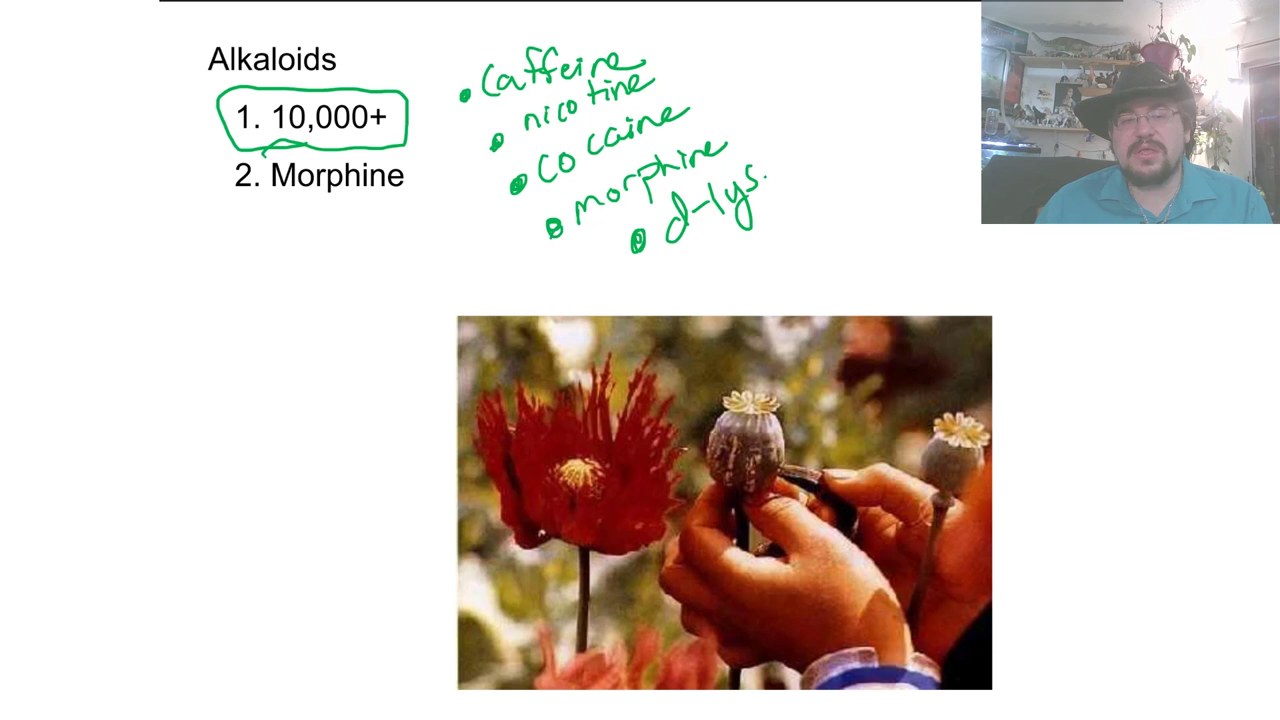 Alkaloids
1. 10,000+
2. Morphine
caffeine
nicotine
cocaine
morphine
d-lys.